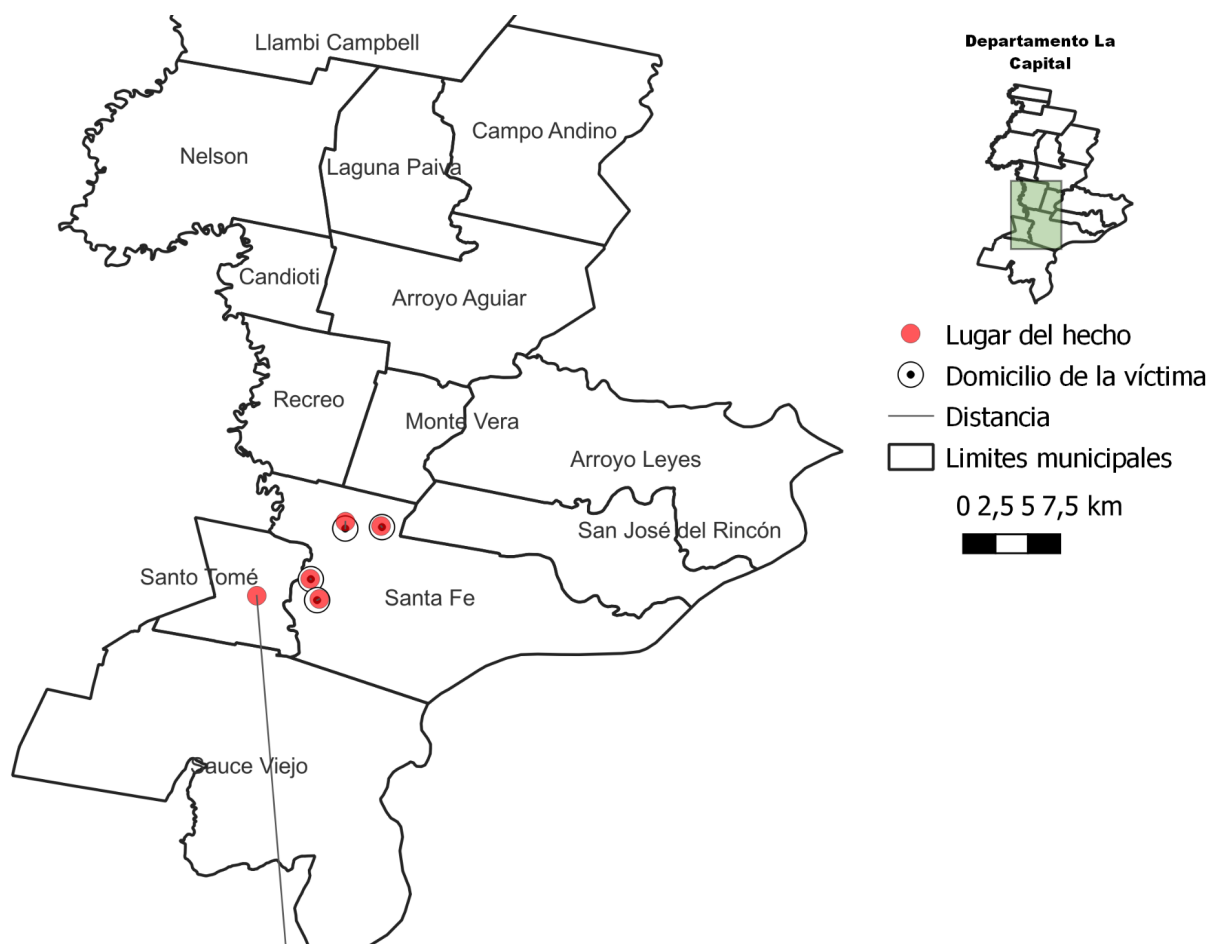 Llambi Campbell
Campo Andino
Nelson
Laguna Paiva
Candioti
Arroyo Aguiar
Recreo
Monte Vera
Arroyo Leyes
San José del Rincón
Santo Tomé
Santa Fe
Sauce Viejo
Departamento La
Capital
Lugar del hecho
Domicilio de la víctima
Distancia
Limites municipales
0 2,5 5 7,5 km